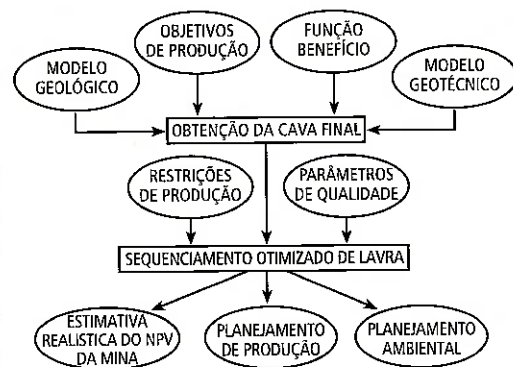 OBJETIVOS
DE PRODUÇÃO
FUNÇÃO
BENEFÍCIO
MODELO
GEOLÓGICO
MODELO
GEOTÉCNICO
OBTENÇÃO DA CAVA FINAL
RESTRIÇÕES
DE PRODUÇÃO
PARÂMETROS
DE QUALIDADE
SEQUENCIAMENTO OTIMIZADO DE LAVRA
ESTIMATIVA
REALÍSTICA DO NPV
DA MINA
PLANEJAMENTO
DE PRODUÇÃO
PLANEJAMENTO
AMBIENTAL